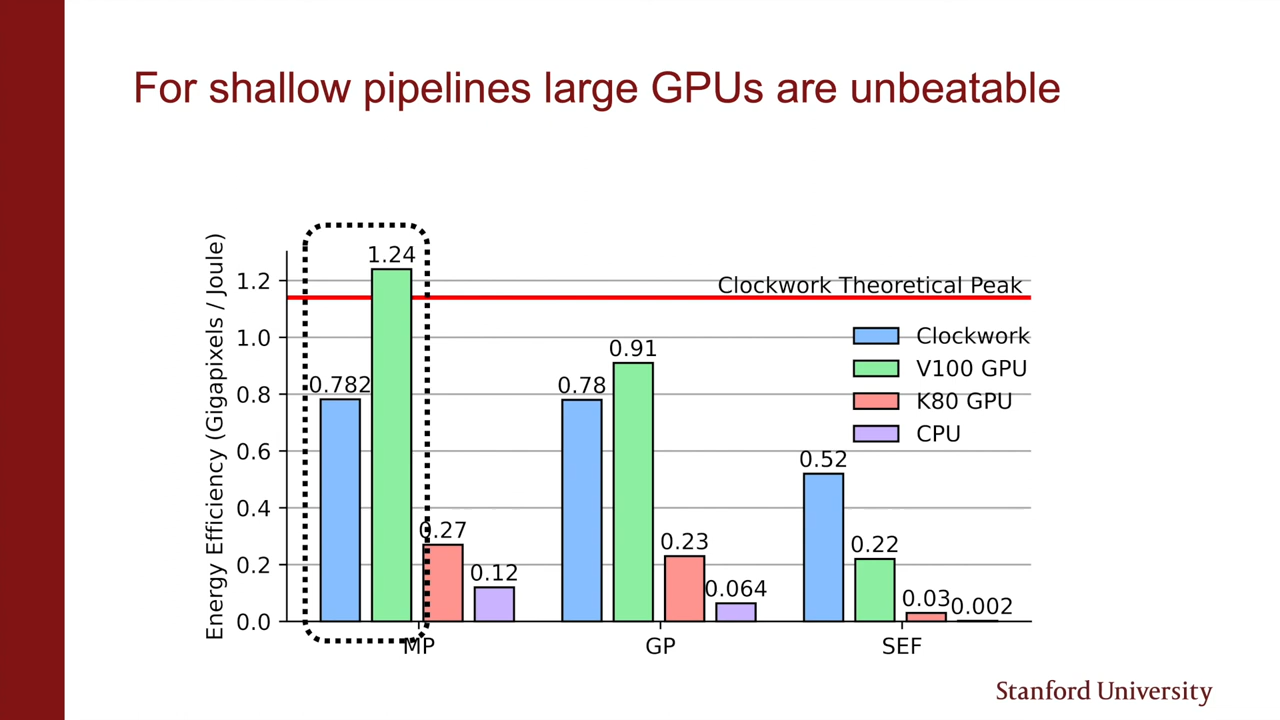 For shallow pipelines large GPUs are unbeatable
Energy Efficiency (Gigapixels / Joule)
1.2
1.0
0.8
0.6
0.4
0.2
0.0
0.782
1.24
0.27
0.12
0.78
0.91
0.23
0.064
0.52
0.22
0.03
0.002
Clockwork Theoretical Peak
Clockwork
V100 GPU
K80 GPU
CPU
MP
GP
SEF
Stanford University